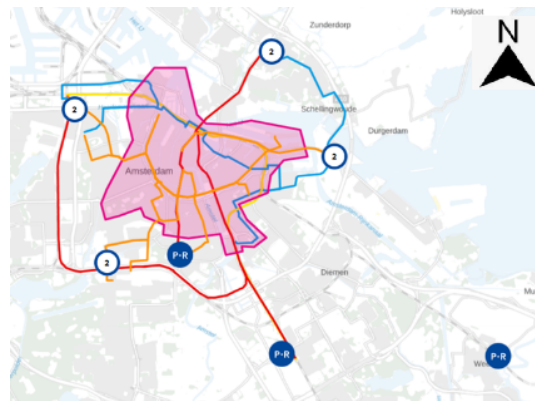 Holysloot
Zunderdorp
N
2
2
Schellingwoude
Durgerdam
2
Amsterdam
P-R
2
Diemen
P-R
P-R